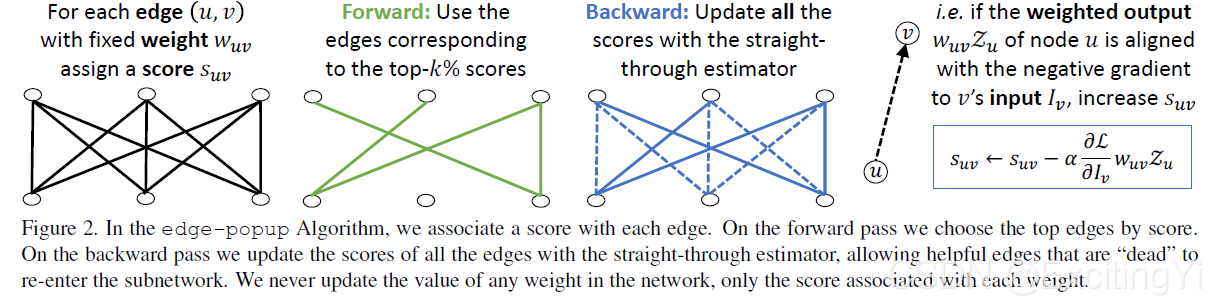 For each edge (u, v)
with fixed weight w_uv
assign a score s_uv
Forward: Use the
edges corresponding
to the top-k% scores
Backward: Update all the
scores with the straight-
through estimator
v
u
i.e. if the weighted output
w_uv Z_u of node u is aligned
with the negative gradient
to v's input I_v, increase s_uv
s_uv ← s_uv − α ∂ℒ/∂I_v w_uv Z_u
Figure 2. In the edge-popup Algorithm, we associate a score with each edge. On the forward pass we choose the top edges by score.
On the backward pass we update the scores of all the edges with the straight-through estimator, allowing helpful edges that are “dead” to
re-enter the subnetwork. We never update the value of any weight in the network, only the score associated with each weight.
CSDN @ExcitingYi